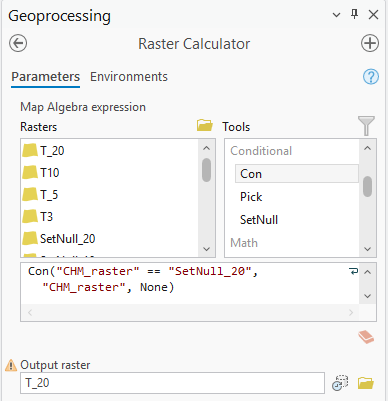 Geoprocessing
Raster Calculator
Parameters Environments
Map Algebra expression
Rasters
Tools
T_20
T10
T_5
T3
SetNull_20
Conditional
Con
Pick
SetNull
Math
Con("CHM_raster" == "SetNull_20",
"CHM_raster", None)
Output raster
T_20